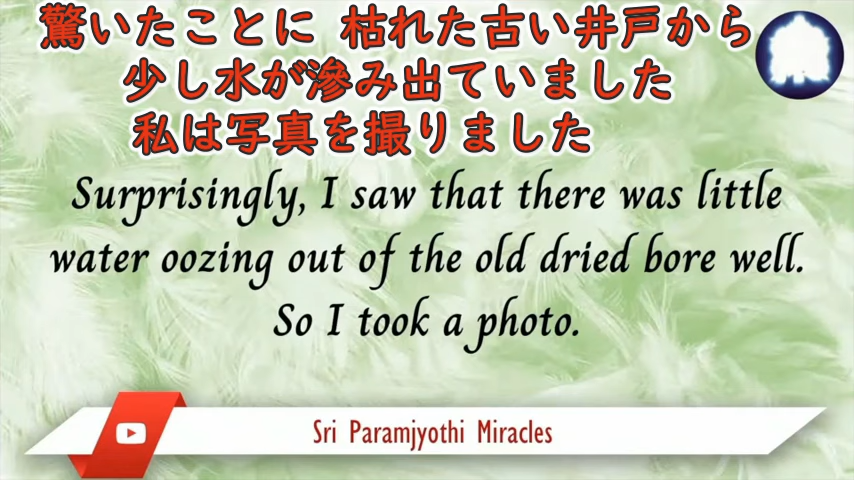 驚いたことに 枯れた古い井戸から
少し水が滲み出ていました
私は写真を撮りました
Surprisingly, I saw that there was little
water oozing out of the old dried bore well.
So I took a photo.
Sri Paramjyothi Miracles